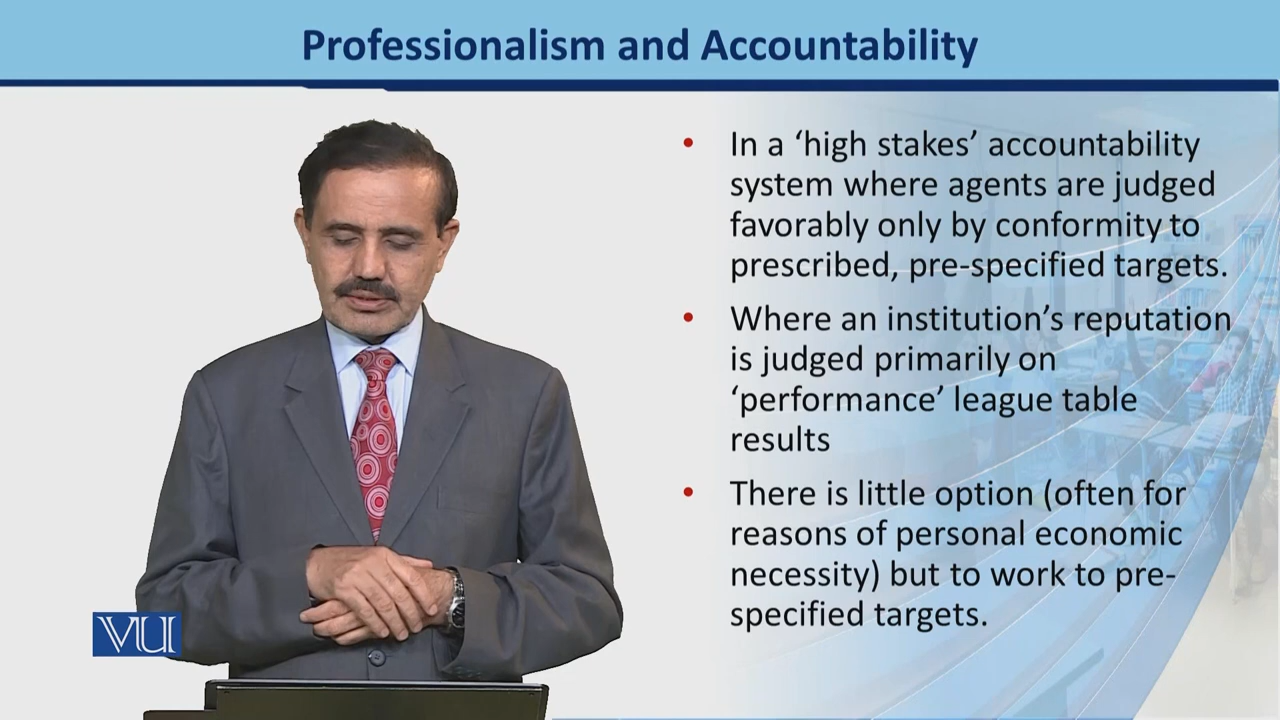 Professionalism and Accountability
• In a ‘high stakes’ accountability
system where agents are judged
favorably only by conformity to
prescribed, pre-specified targets.
• Where an institution’s reputation
is judged primarily on
‘performance’ league table
results
• There is little option (often for
reasons of personal economic
necessity) but to work to pre-
specified targets.
VU